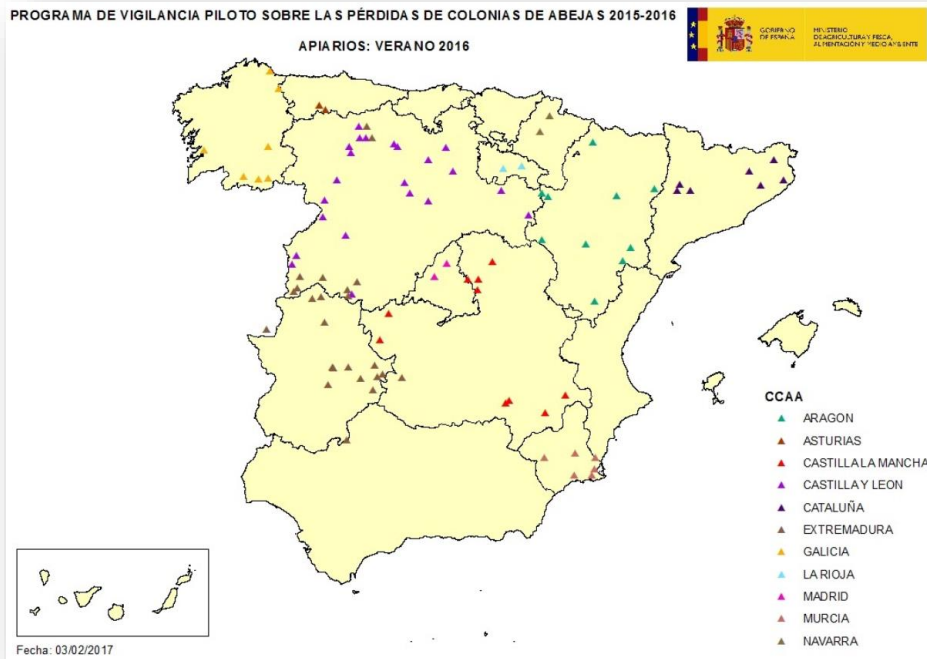 PROGRAMA DE VIGILANCIA PILOTO SOBRE LAS PÉRDIDAS DE COLONIAS DE ABEJAS 2015-2016
APIARIOS: VERANO 2016
GOBIERNO
DE ESPAÑA
MINISTERIO
DE AGRICULTURA Y PESCA,
ALIMENTACIÓN Y MEDIO AMBIENTE
CCAA
ARAGON
ASTURIAS
CASTILLA LA MANCHA
CASTILLA Y LEON
CATALUÑA
EXTREMADURA
GALICIA
LA RIOJA
MADRID
MURCIA
NAVARRA
Fecha: 03/02/2017